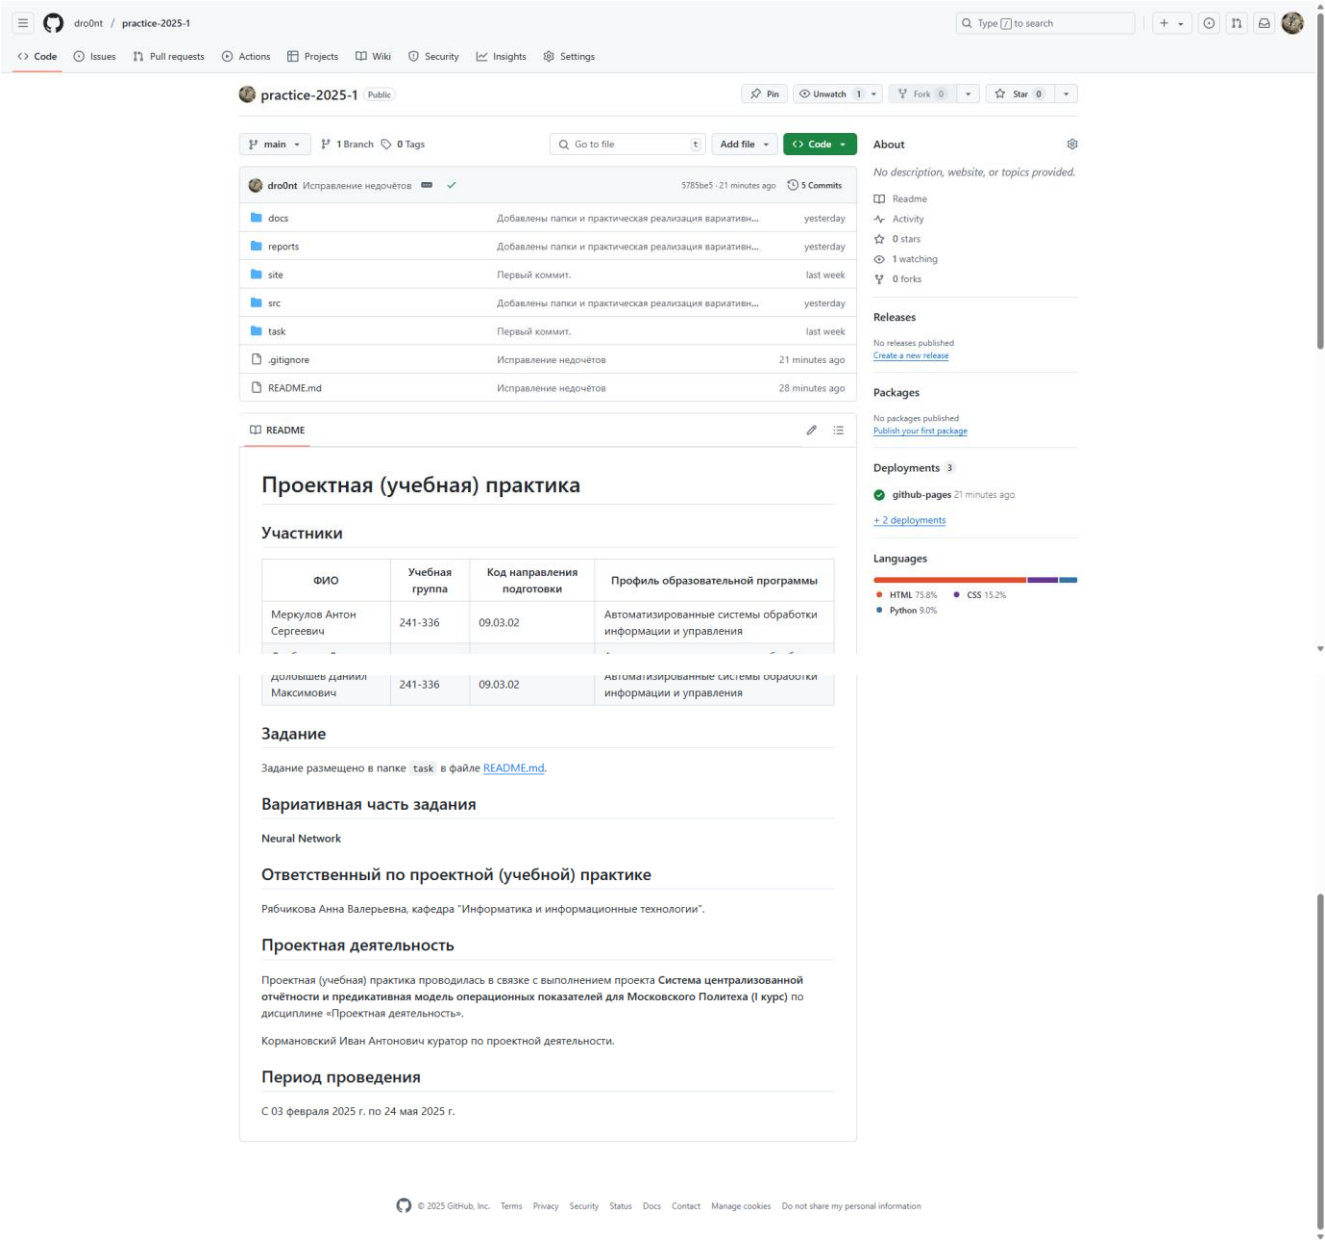 dro0nt / practice-2025-1
Type / to search
Code Issues Pull requests Actions Projects Wiki Security Insights Settings
practice-2025-1 Public
Pin Unwatch 1 Fork 0 Star 0
main 1 Branch 0 Tags Go to file t Add file Code
dro0nt Исправление недочётов 5785be5 · 21 minutes ago 5 Commits
docs Добавлены папки и практическая реализация вариативн... yesterday
reports Добавлены папки и практическая реализация вариативн... yesterday
site Первый коммит. last week
src Добавлены папки и практическая реализация вариативн... yesterday
task Первый коммит. last week
.gitignore Исправление недочётов 21 minutes ago
README.md Исправление недочётов 28 minutes ago
About
No description, website, or topics provided.
Readme
Activity
0 stars
1 watching
0 forks
Releases
No releases published
Create a new release
Packages
No packages published
Publish your first package
Deployments 3
github-pages 21 minutes ago
+ 2 deployments
Languages
HTML 75.8% CSS 15.2%
Python 9.0%
README
Проектная (учебная) практика
Участники
ФИО Учебная группа Код направления подготовки Профиль образовательной программы
Меркулов Антон Сергеевич 241-336 09.03.02 Автоматизированные системы обработки информации и управления
Долбышев Даниил Максимович 241-336 09.03.02 Автоматизированные системы обработки информации и управления
Задание
Задание размещено в папке task в файле README.md.
Вариативная часть задания
Neural Network
Ответственный по проектной (учебной) практике
Рябчикова Анна Валерьевна, кафедра "Информатика и информационные технологии".
Проектная деятельность
Проектная (учебная) практика проводилась в связке с выполнением проекта Система централизованной
отчётности и предикативная модель операционных показателей для Московского Политеха (I курс) по
дисциплине «Проектная деятельность».
Кормановский Иван Антонович куратор по проектной деятельности.
Период проведения
С 03 февраля 2025 г. по 24 мая 2025 г.
© 2025 GitHub, Inc. Terms Privacy Security Status Docs Contact Manage cookies Do not share my personal information